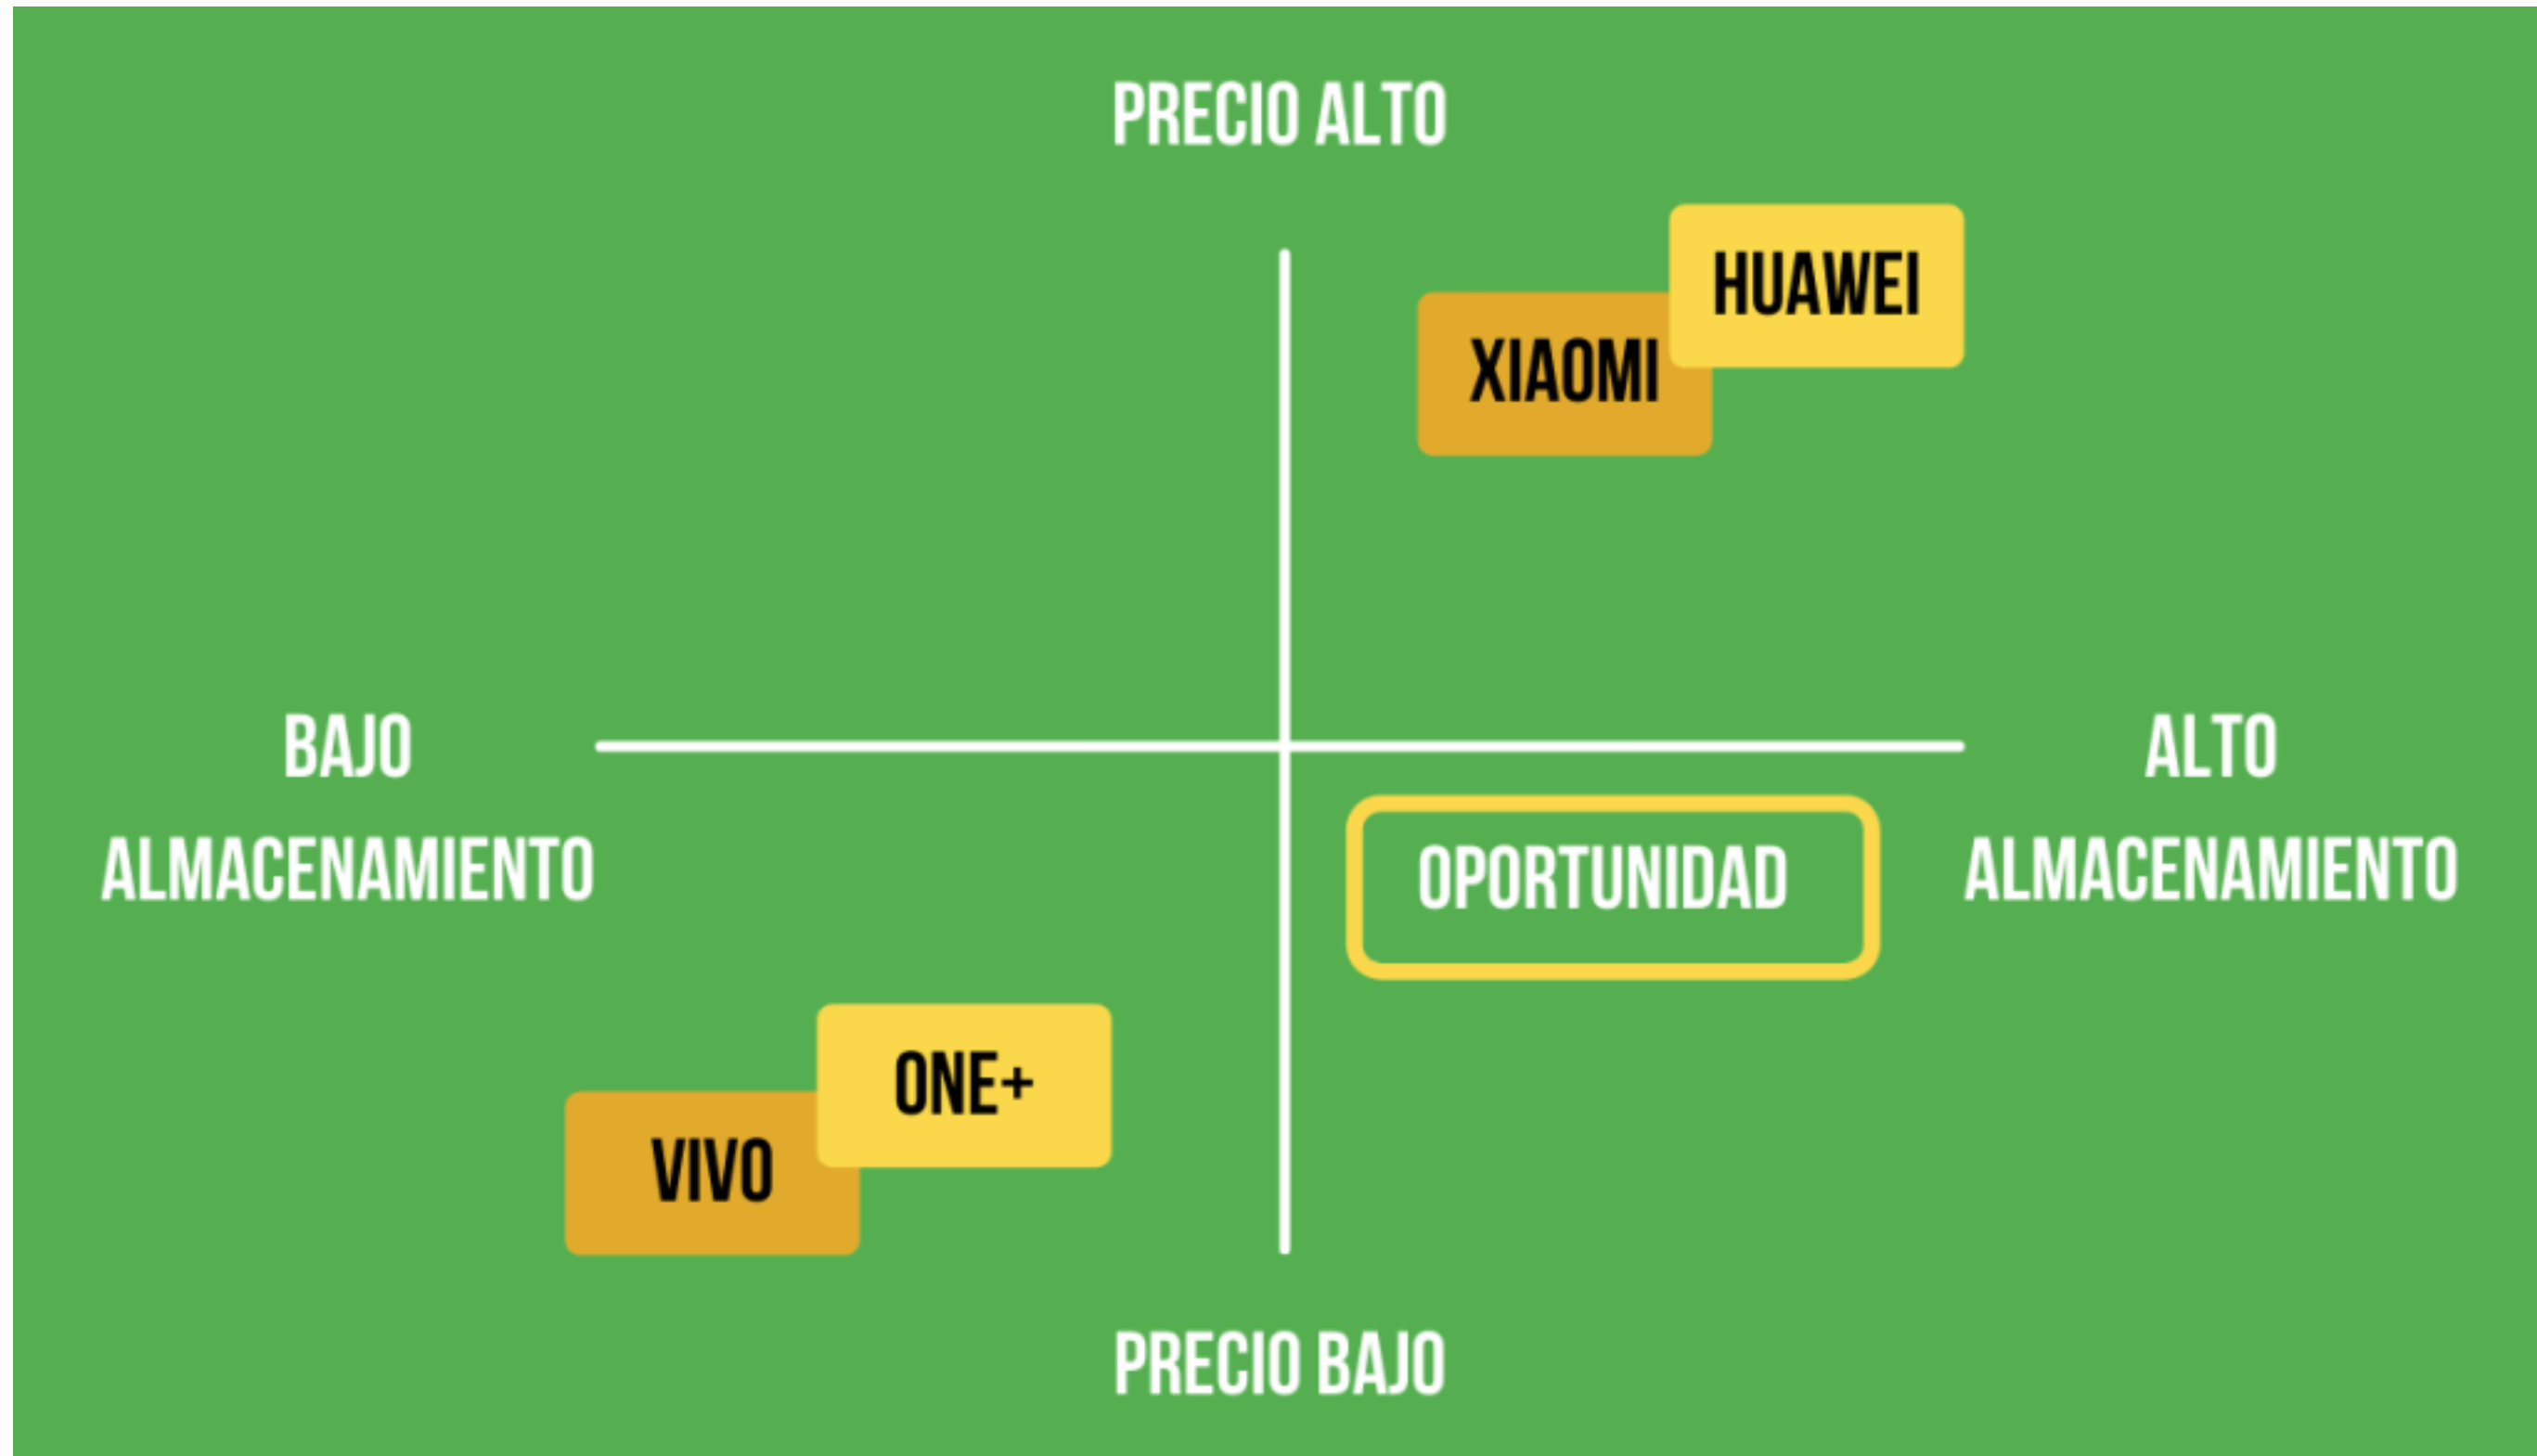 PRECIO ALTO
HUAWEI
XIAOMI
BAJO
ALMACENAMIENTO
ALTO
ALMACENAMIENTO
OPORTUNIDAD
ONE+
VIVO
PRECIO BAJO